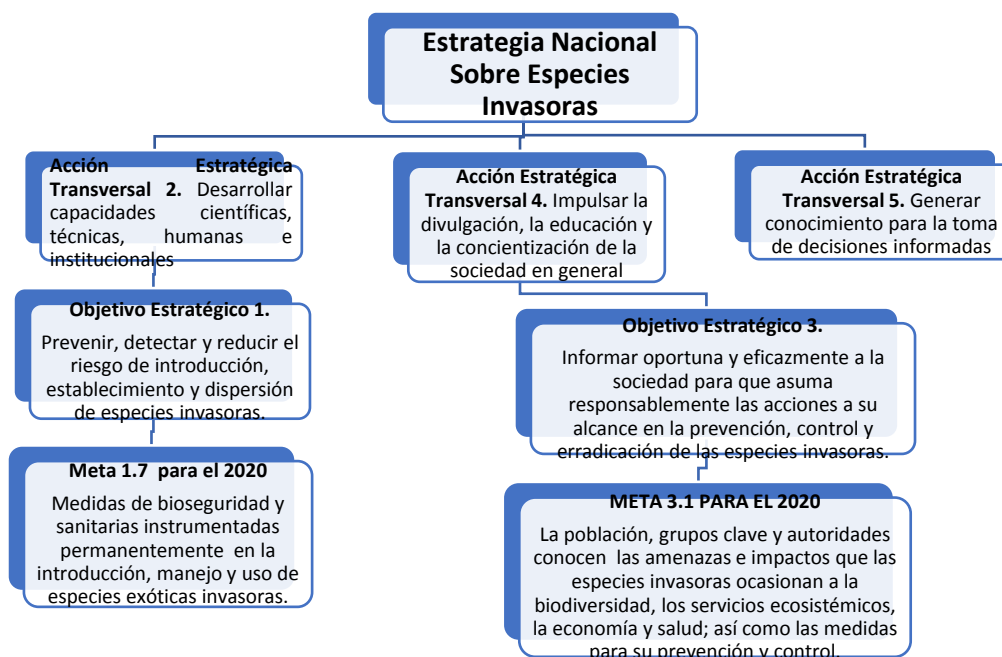 Estrategia Nacional
Sobre Especies
Invasoras
Acción Estratégica
Transversal 2. Desarrollar
capacidades científicas,
técnicas, humanas e
institucionales
Acción Estratégica
Transversal 4. Impulsar la
divulgación, la educación y
la concientización de la
sociedad en general
Acción Estratégica
Transversal 5. Generar
conocimiento para la toma
de decisiones informadas
Objetivo Estratégico 1.
Prevenir, detectar y reducir el
riesgo de introducción,
establecimiento y dispersión
de especies invasoras.
Objetivo Estratégico 3.
Informar oportuna y eficazmente a la
sociedad para que asuma
responsablemente las acciones a su
alcance en la prevención, control y
erradicación de las especies invasoras.
Meta 1.7 para el 2020
Medidas de bioseguridad y
sanitarias instrumentadas
permanentemente en la
introducción, manejo y uso de
especies exóticas invasoras.
META 3.1 PARA EL 2020
La población, grupos clave y autoridades
conocen las amenazas e impactos que las
especies invasoras ocasionan a la
biodiversidad, los servicios ecosistémicos,
la economía y salud; así como las medidas
para su prevención y control.